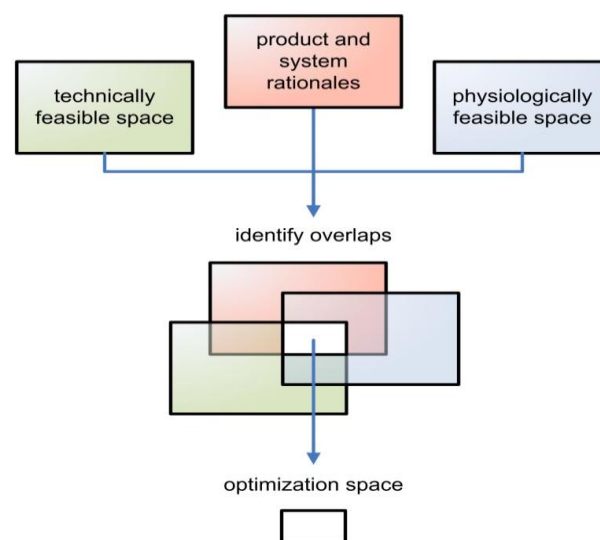 product and
system
rationales
technically
feasible space
physiologically
feasible space
identify overlaps
optimization space